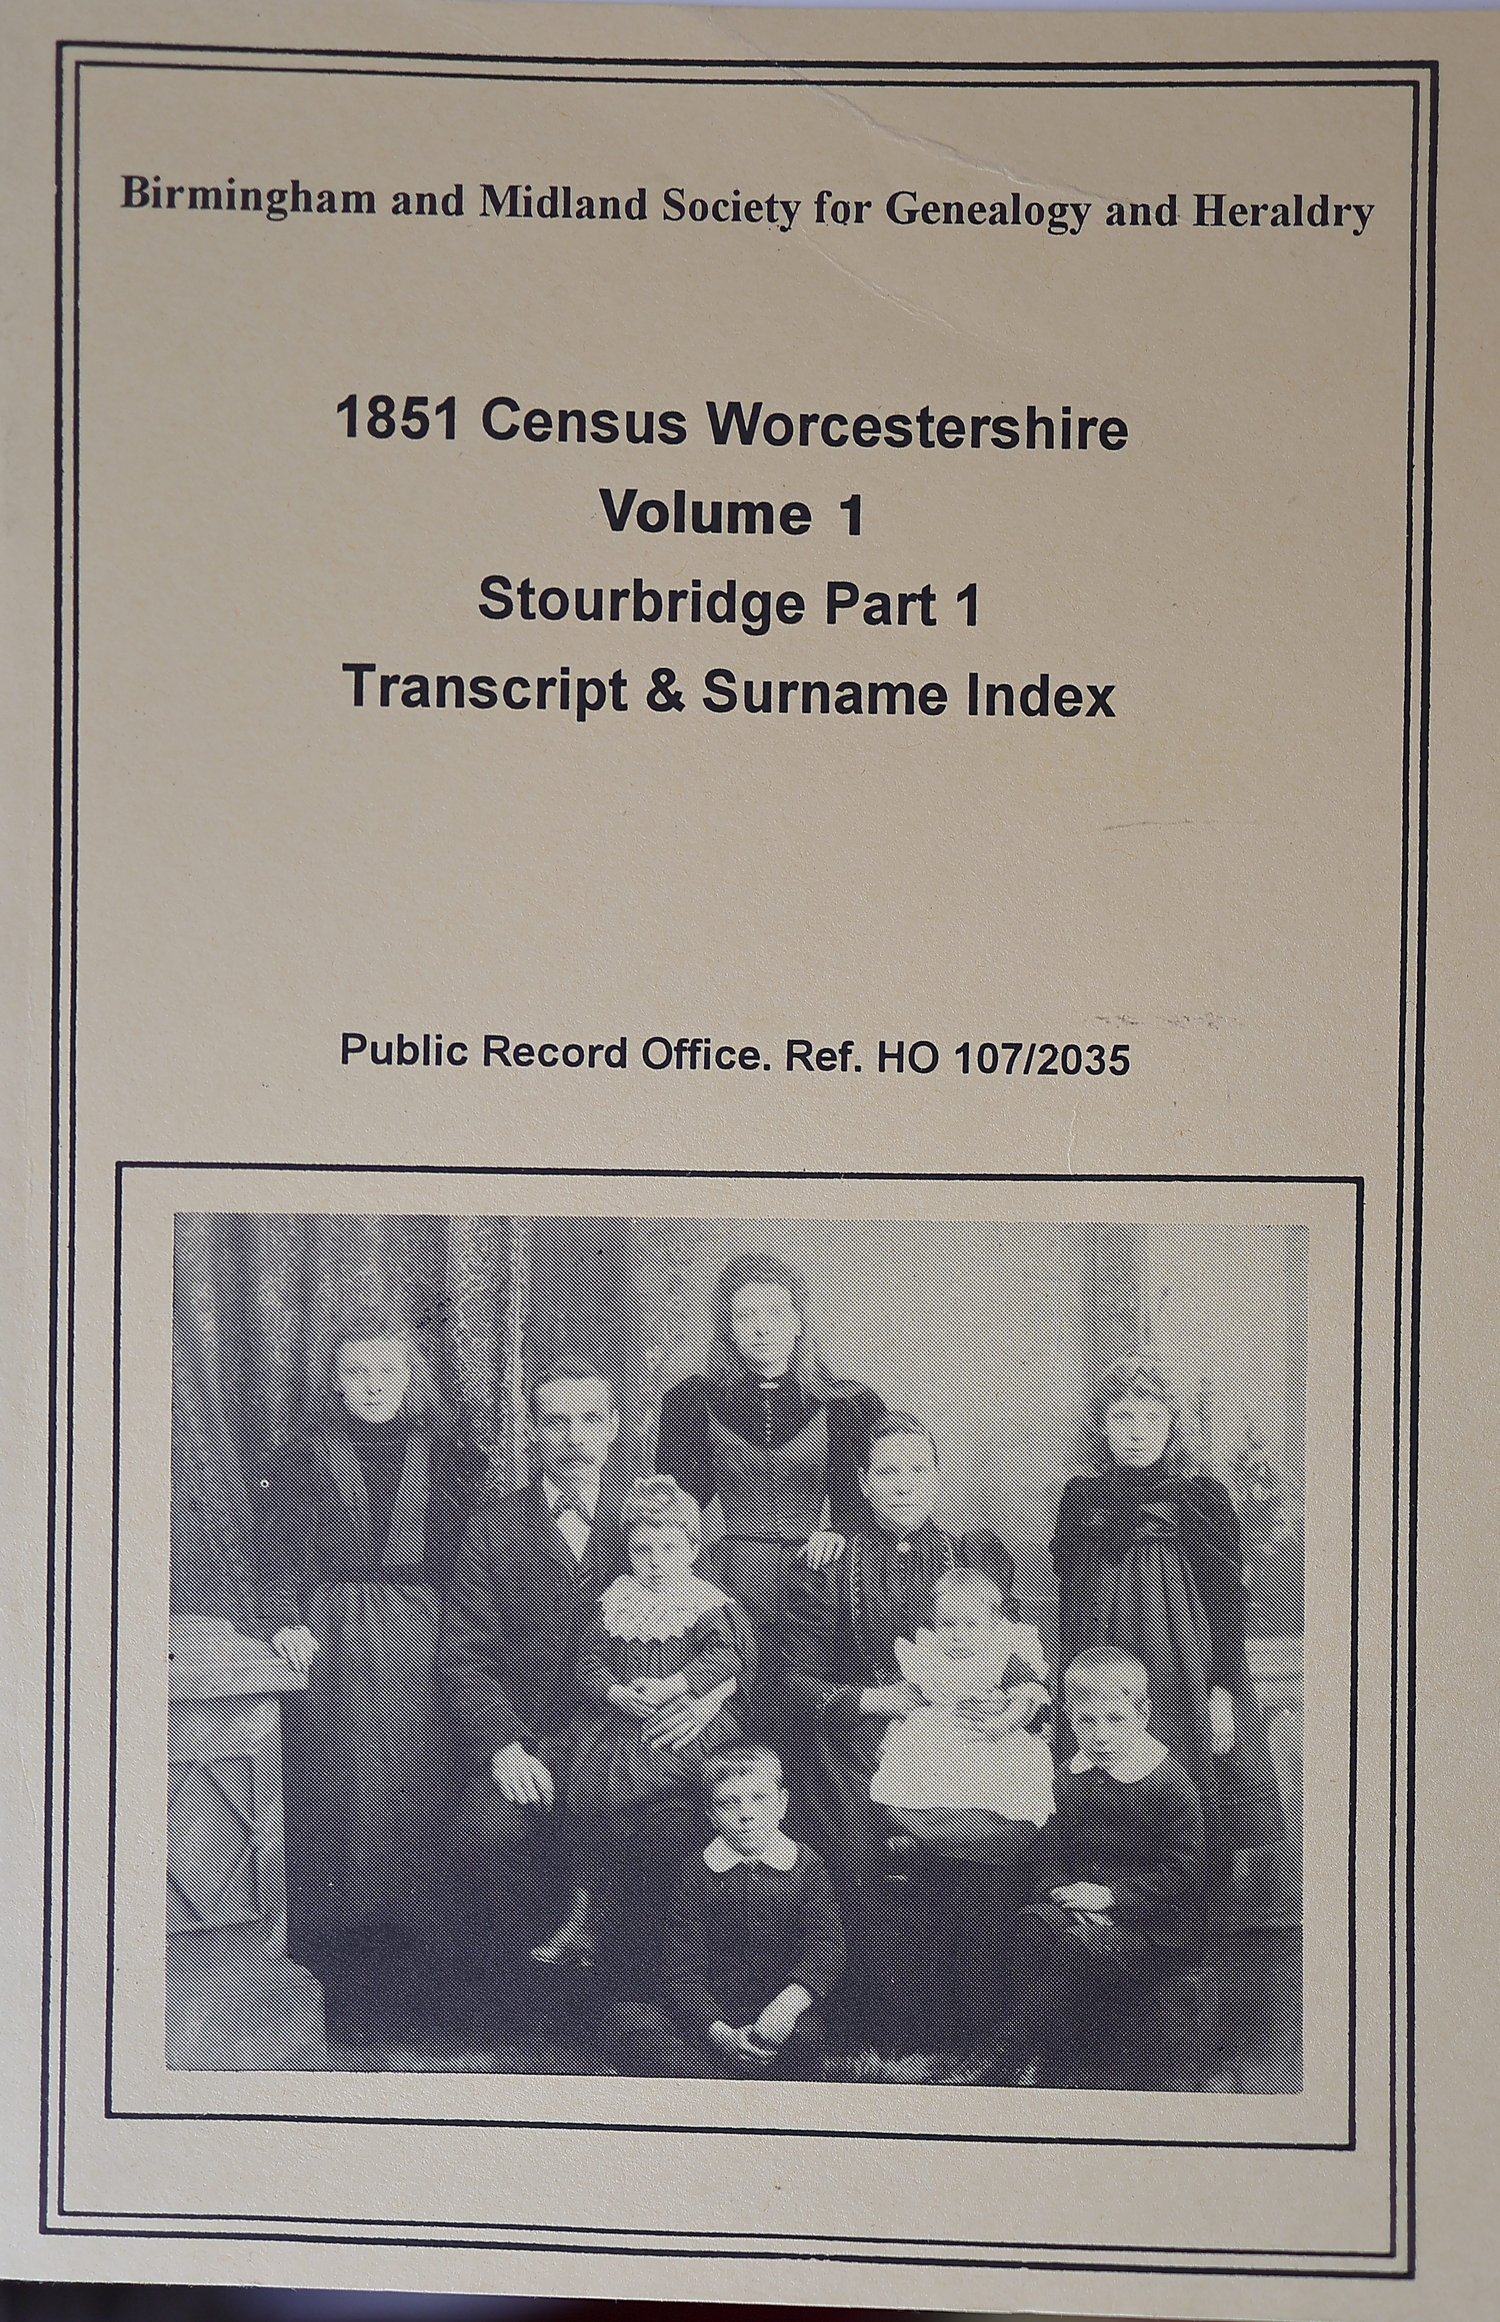 Birmingham and Midland Society for Genealogy and Heraldry
1851 Census Worcestershire
Volume 1
Stourbridge Part 1
Transcript & Surname Index
Public Record Office. Ref. HO 107/2035